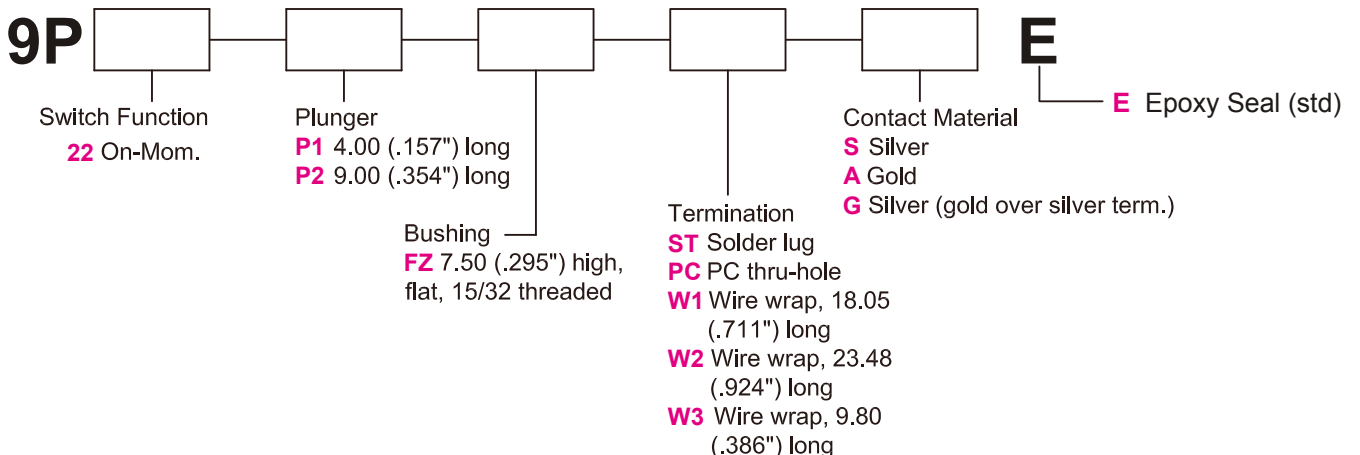 9P E
E Epoxy Seal (std)
Switch Function
22 On-Mom.
Plunger
P1 4.00 (.157") long
P2 9.00 (.354") long
Bushing
FZ 7.50 (.295") high,
flat, 15/32 threaded
Termination
ST Solder lug
PC PC thru-hole
W1 Wire wrap, 18.05
(.711") long
W2 Wire wrap, 23.48
(.924") long
W3 Wire wrap, 9.80
(.386") long
Contact Material
S Silver
A Gold
G Silver (gold over silver term.)